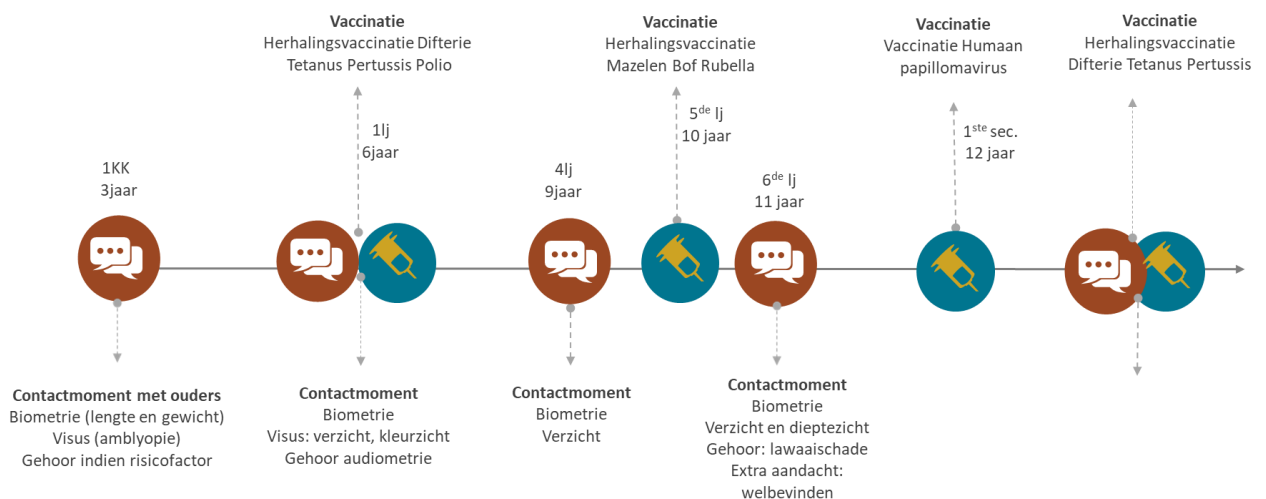 Vaccinatie
Herhalingsvaccinatie Difterie
Tetanus Pertussis Polio
Vaccinatie
Herhalingsvaccinatie
Mazelen Bof Rubella
Vaccinatie
Vaccinatie Humaan
papillomavirus
Vaccinatie
Herhalingsvaccinatie
Difterie Tetanus Pertussis
1KK
3jaar
1lj
6jaar
4lj
9jaar
5de lj
10 jaar
6de lj
11 jaar
1ste sec.
12 jaar
Contactmoment met ouders
Biometrie (lengte en gewicht)
Visus (amblyopie)
Gehoor indien risicofactor
Contactmoment
Biometrie
Visus: verzicht, kleurzicht
Gehoor audiometrie
Contactmoment
Biometrie
Verzicht
Contactmoment
Biometrie
Verzicht en dieptezicht
Gehoor: lawaaischade
Extra aandacht:
welbevinden